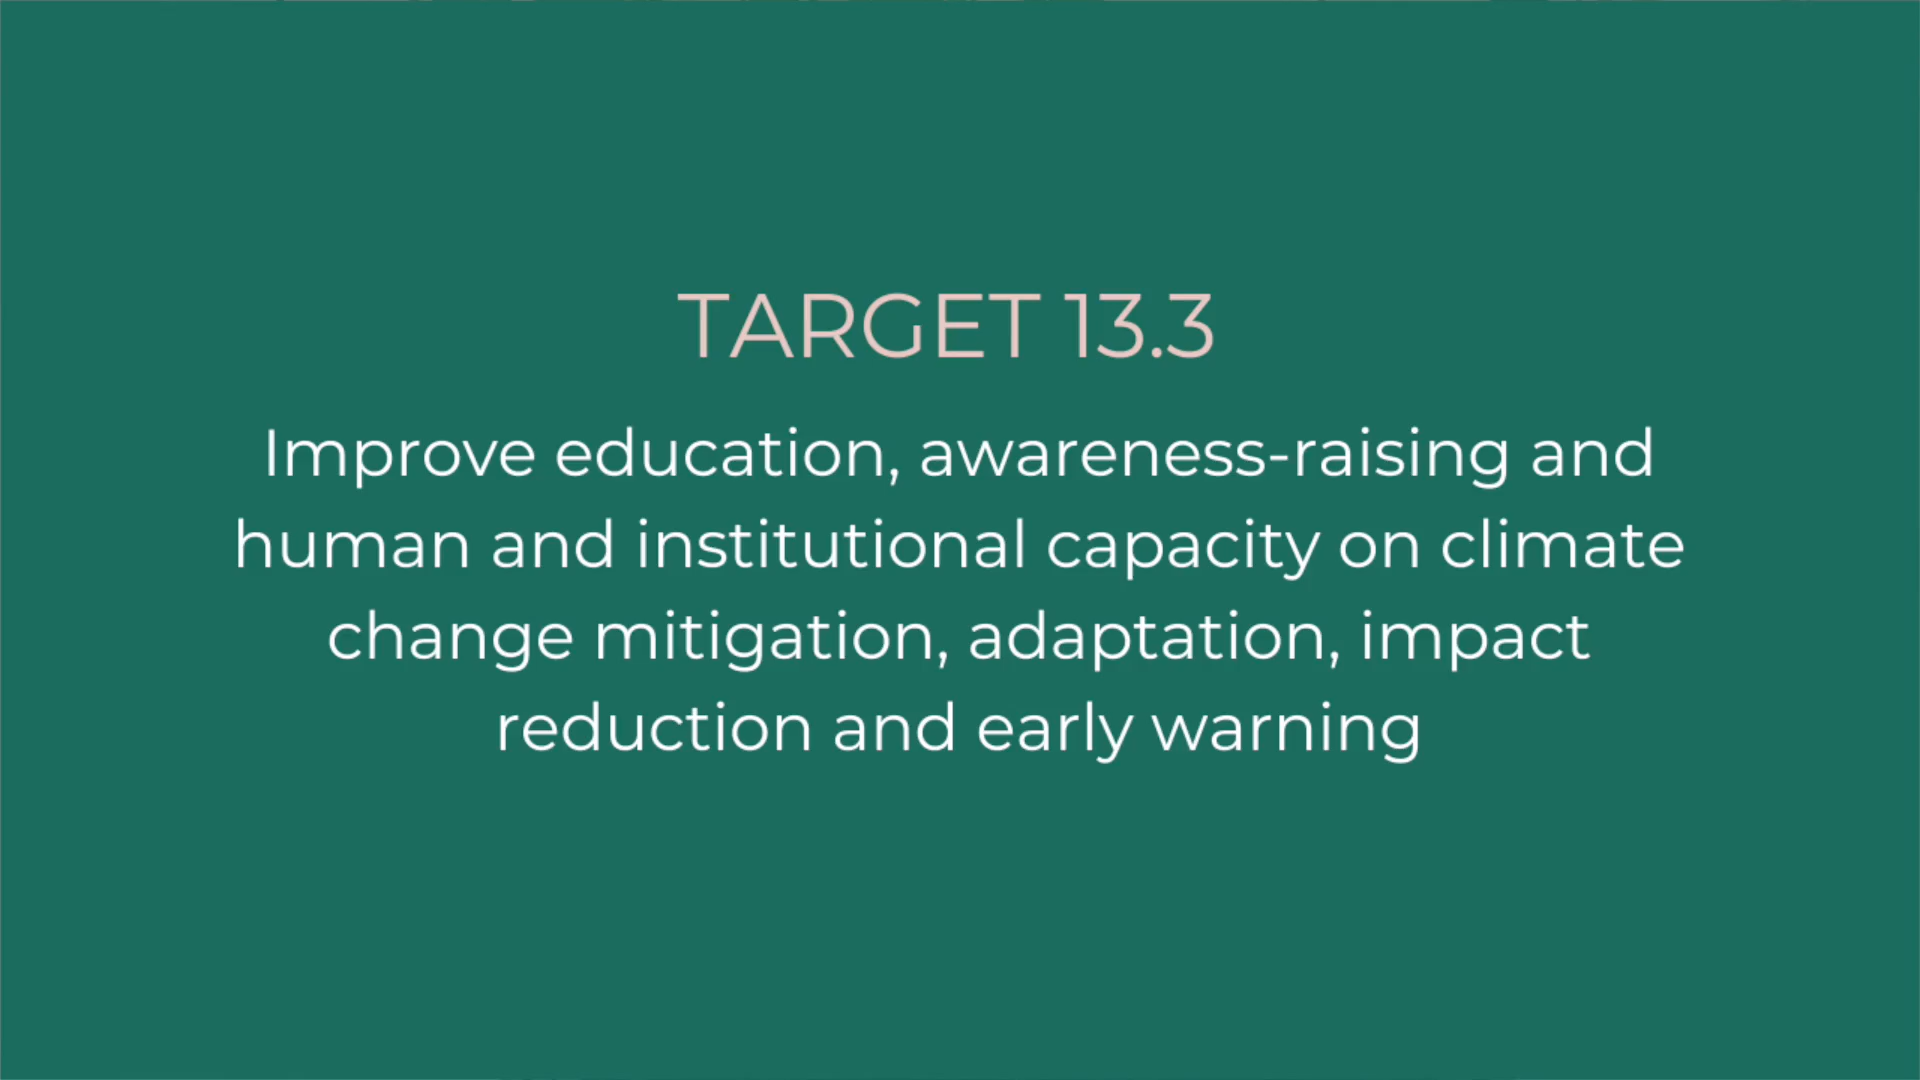 TARGET 13.3
Improve education, awareness-raising and
human and institutional capacity on climate
change mitigation, adaptation, impact
reduction and early warning